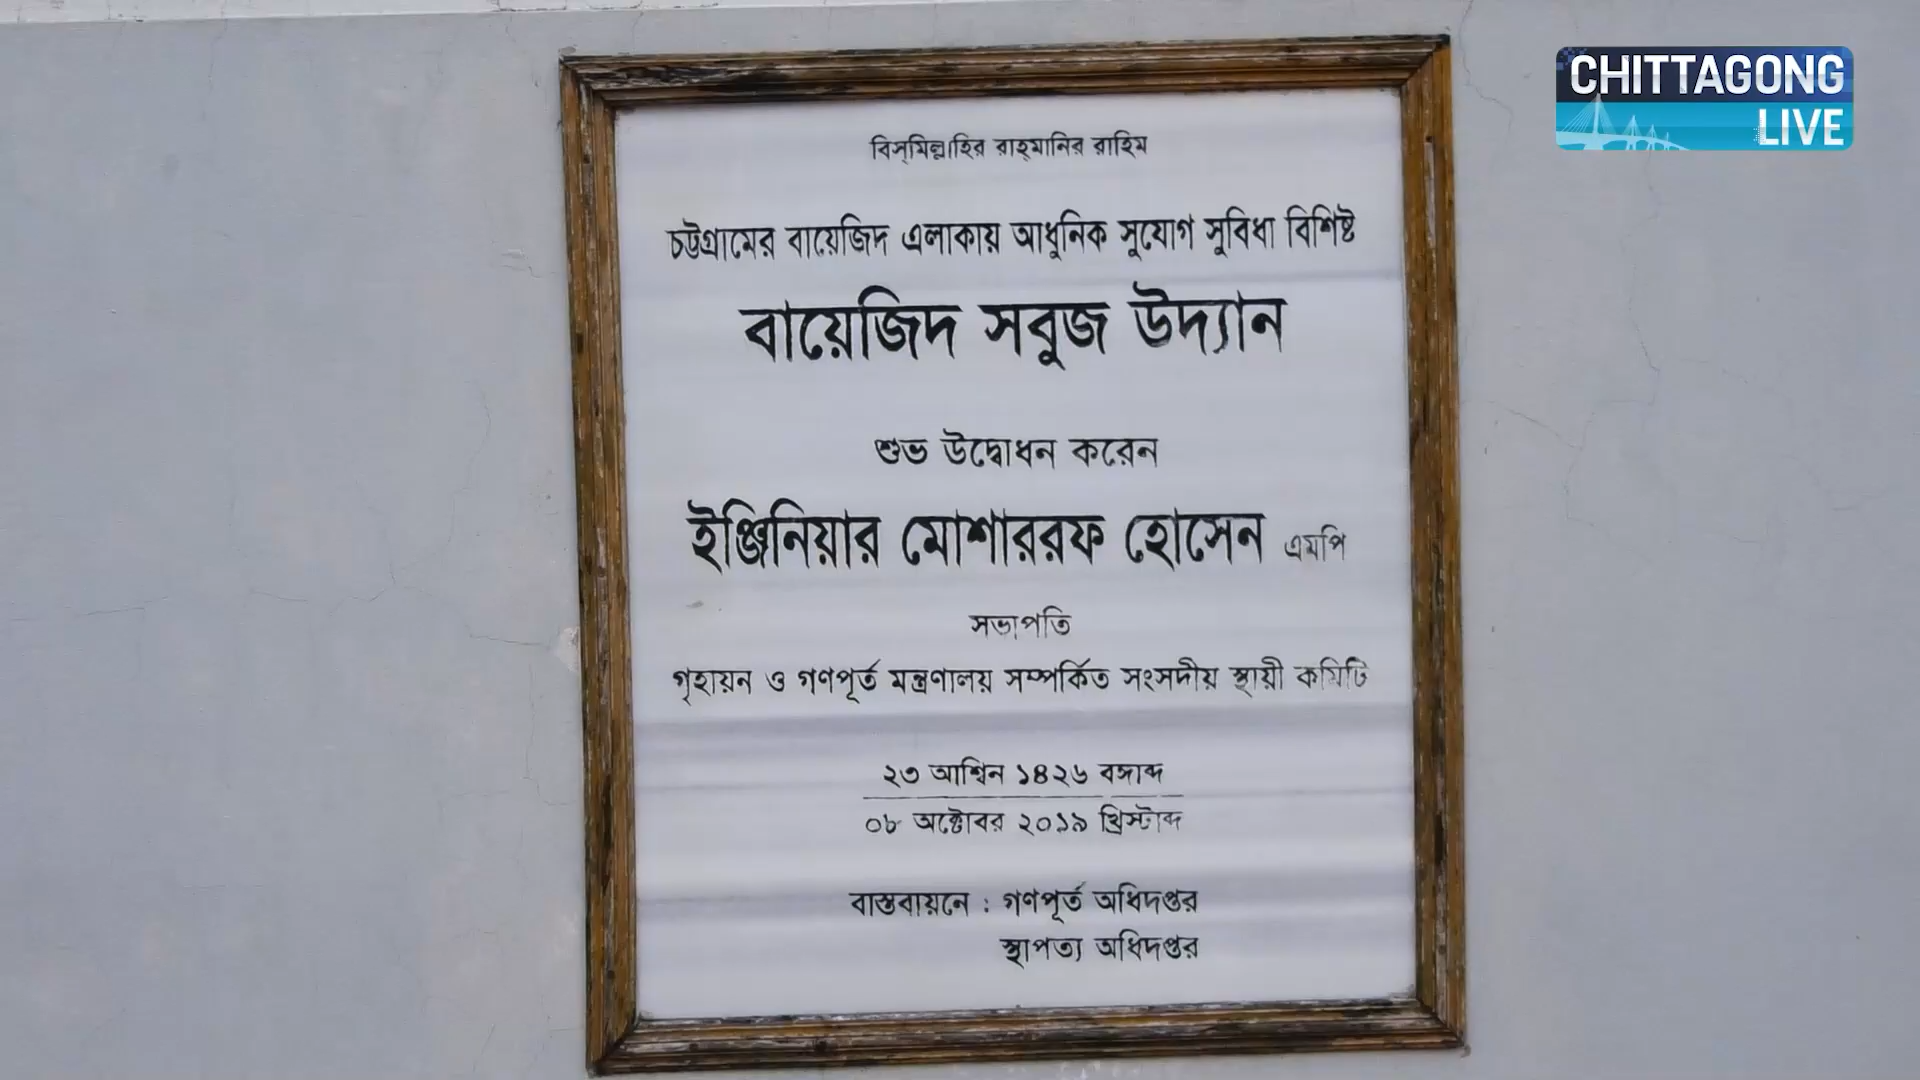 CHITTAGONG
LIVE
বিস্‌মিল্লাহির রাহ্‌মানির রাহিম
চট্টগ্রামের বায়েজিদ এলাকায় আধুনিক সুযোগ সুবিধা বিশিষ্ট
বায়েজিদ সবুজ উদ্যান
শুভ উদ্বোধন করেন
ইঞ্জিনিয়ার মোশাররফ হোসেন এমপি
সভাপতি
গৃহায়ন ও গণপূর্ত মন্ত্রণালয় সম্পর্কিত সংসদীয় স্থায়ী কমিটি
২৩ আশ্বিন ১৪২৬ বঙ্গাব্দ
০৮ অক্টোবর ২০১৯ খ্রিস্টাব্দ
বাস্তবায়নে : গণপূর্ত অধিদপ্তর
স্থাপত্য অধিদপ্তর